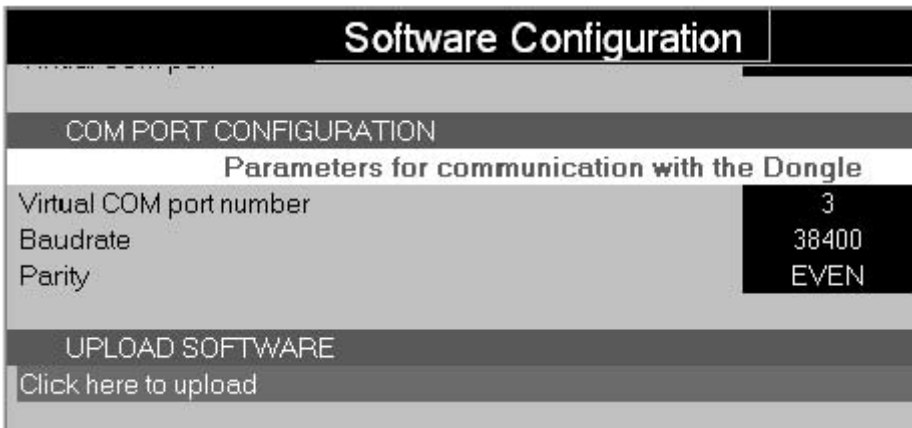 Software Configuration
COM PORT CONFIGURATION
Parameters for communication with the Dongle
Virtual COM port number 3
Baudrate 38400
Parity EVEN
UPLOAD SOFTWARE
Click here to upload